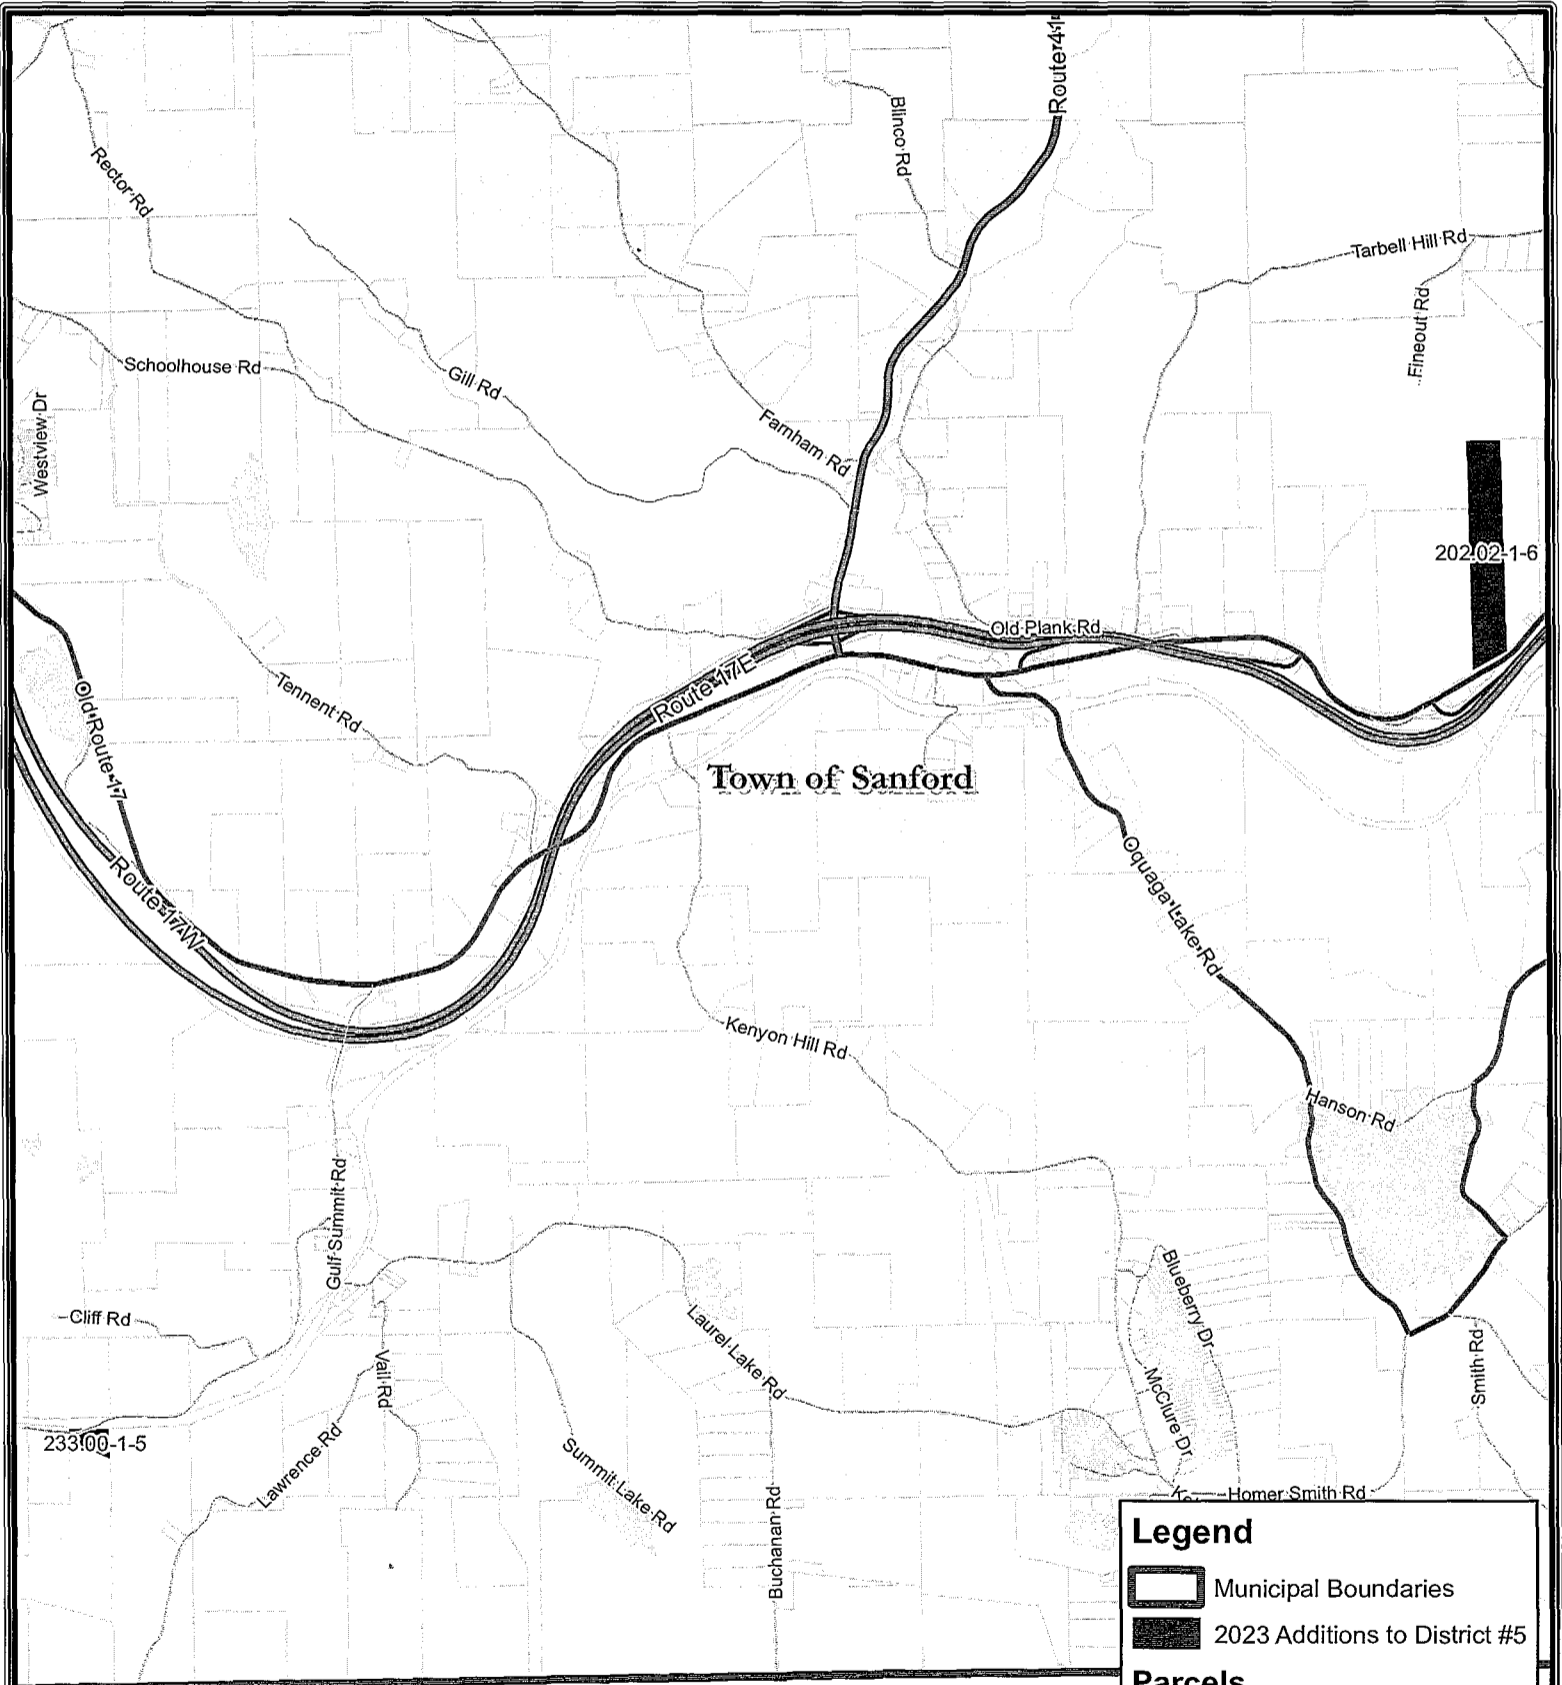 Route 41
Blinco Rd
Rector Rd
Tarbell Hill Rd
Fineout Rd
Schoolhouse Rd
Gill Rd
Westview Dr
Farnham Rd
202.02-1-6
Old Plank Rd
Route 17E
Tennent Rd
Old Route 17
Town of Sanford
Route 17W
Oquaga Lake Rd
Kenyon Hill Rd
Hanson Rd
Gulf Summit Rd
Blueberry Dr
Cliff Rd
Laurel Lake Rd
Vail Rd
Smith Rd
McClure Dr
233.00-1-5
Lawrence Rd
Summit Lake Rd
Buchanan Rd
Homer Smith Rd
Legend
Municipal Boundaries
2023 Additions to District #5
Parcels